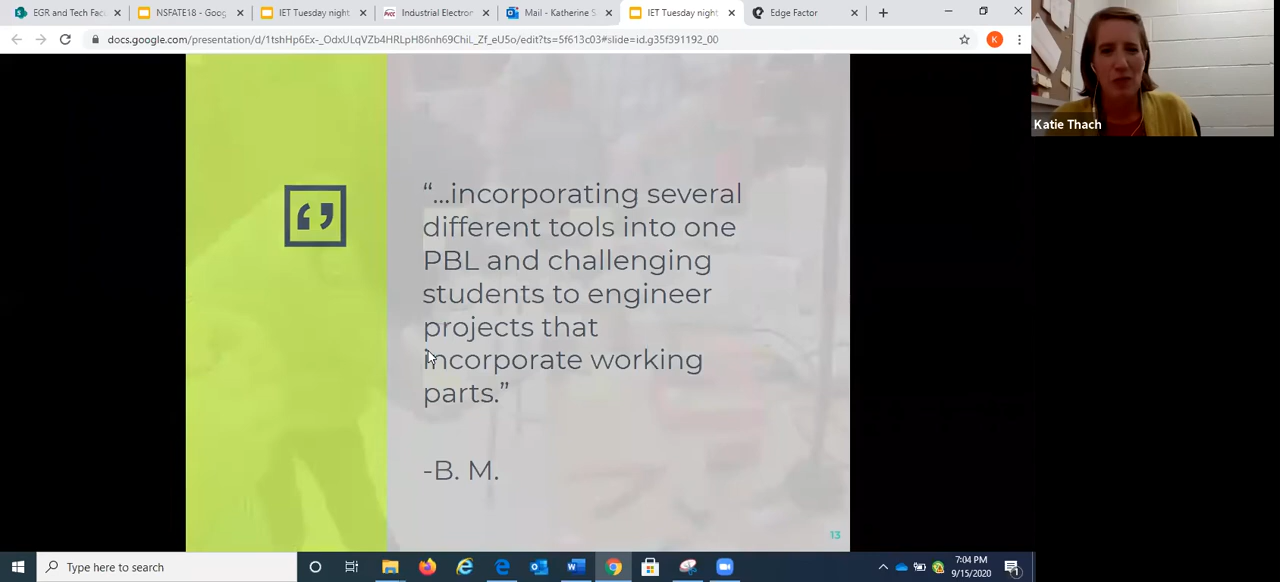 EGR and Tech Fac
NSFATE18 - Goog
IET Tuesday night
Industrial Electron
Mail - Katherine S
IET Tuesday night
Edge Factor
docs.google.com/presentation/d/1tshHp6Ex-_OdxULqVZb4HRLpH86nh69ChiL_Zf_eU5o/edit?ts=5f613c03#slide=id.g35f391192_00
K
Katie Thach
“...incorporating several
different tools into one
PBL and challenging
students to engineer
projects that
incorporate working
parts.”
-B. M.
13
Type here to search
7:04 PM
9/15/2020
1